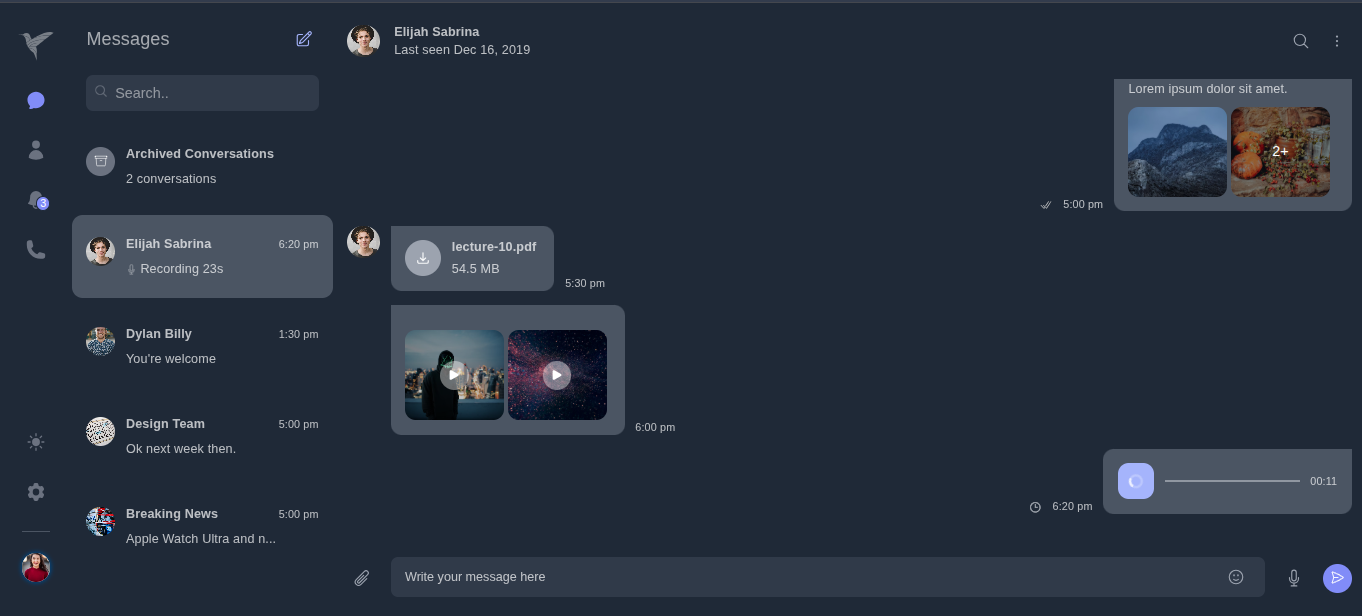 Messages
Search..
3
Archived Conversations
2 conversations
Elijah Sabrina
6:20 pm
Recording 23s
Dylan Billy
1:30 pm
You're welcome
Design Team
5:00 pm
Ok next week then.
Breaking News
5:00 pm
Apple Watch Ultra and n...
Elijah Sabrina
Last seen Dec 16, 2019
Lorem ipsum dolor sit amet.
2+
5:00 pm
lecture-10.pdf
54.5 MB
5:30 pm
6:00 pm
00:11
6:20 pm
Write your message here